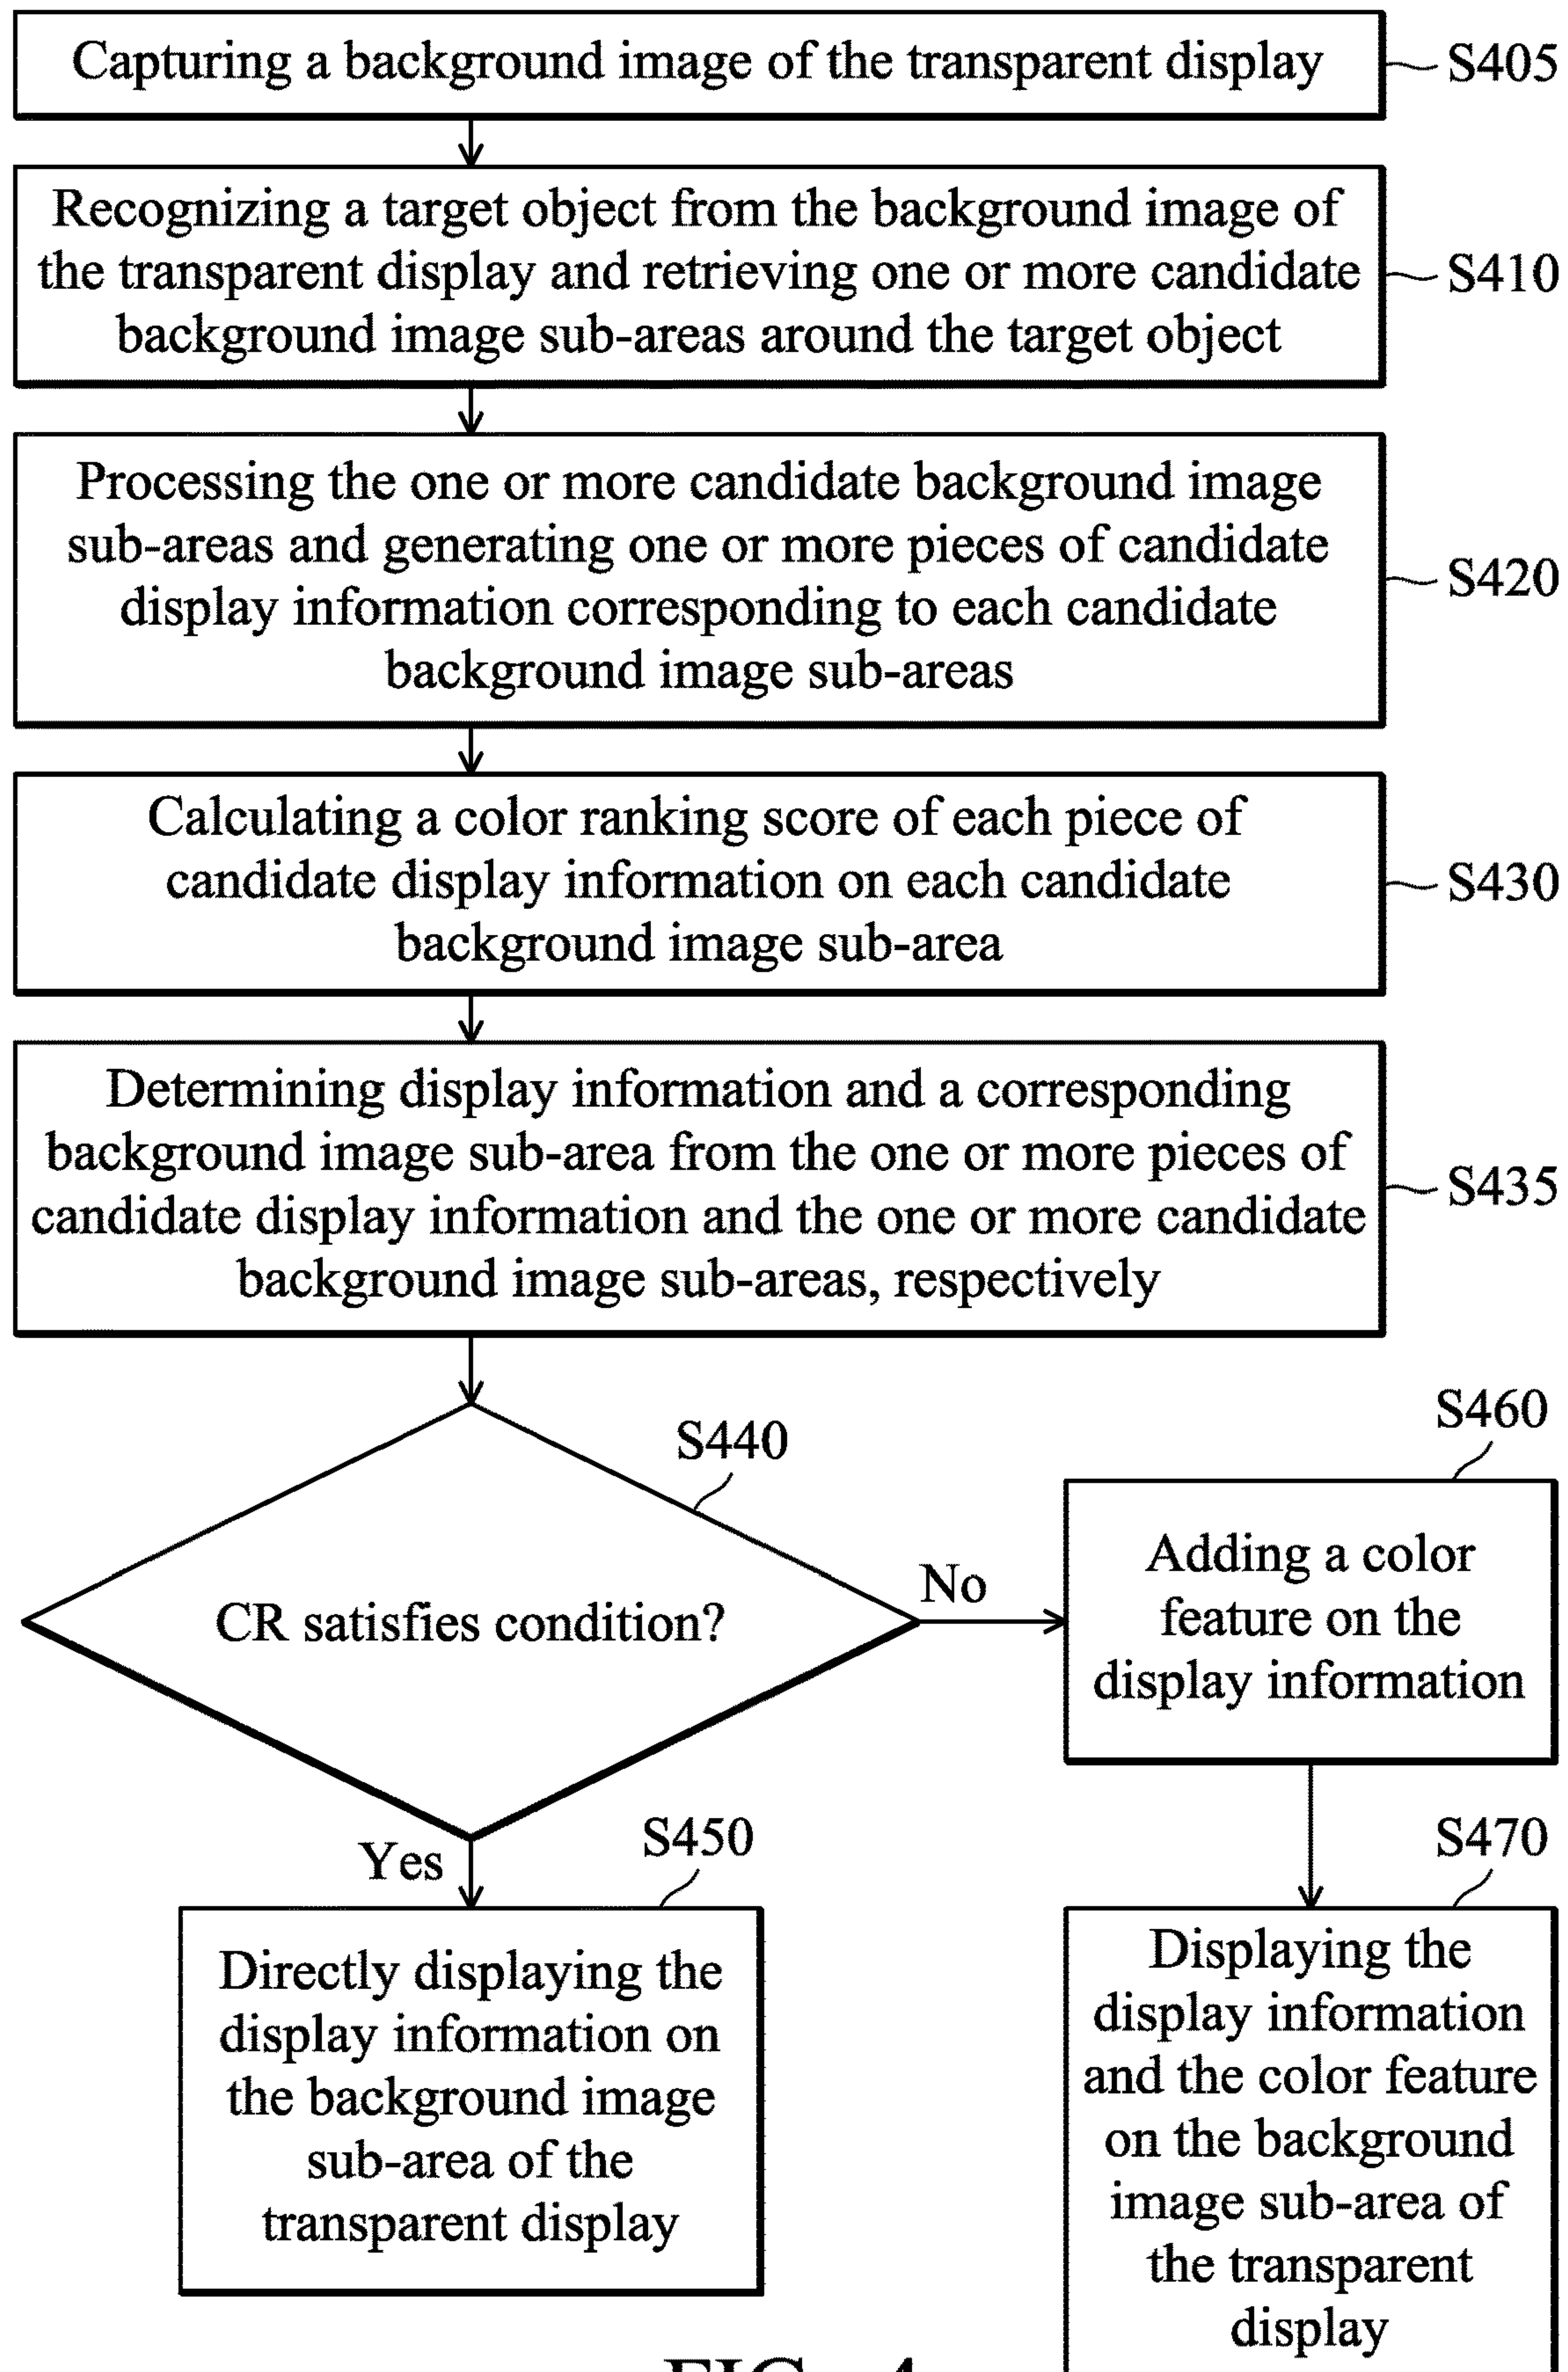 Capturing a background image of the transparent display
S405
Recognizing a target object from the background image of
the transparent display and retrieving one or more candidate
background image sub-areas around the target object
S410
Processing the one or more candidate background image
sub-areas and generating one or more pieces of candidate
display information corresponding to each candidate
background image sub-areas
S420
Calculating a color ranking score of each piece of
candidate display information on each candidate
background image sub-area
S430
Determining display information and a corresponding
background image sub-area from the one or more pieces of
candidate display information and the one or more candidate
background image sub-areas, respectively
S435
S440
CR satisfies condition?
No
S460
Adding a color
feature on the
display information
Yes
S450
Directly displaying the
display information on
the background image
sub-area of the
transparent display
S470
Displaying the
display information
and the color feature
on the background
image sub-area of
the transparent
display
FIG. 4